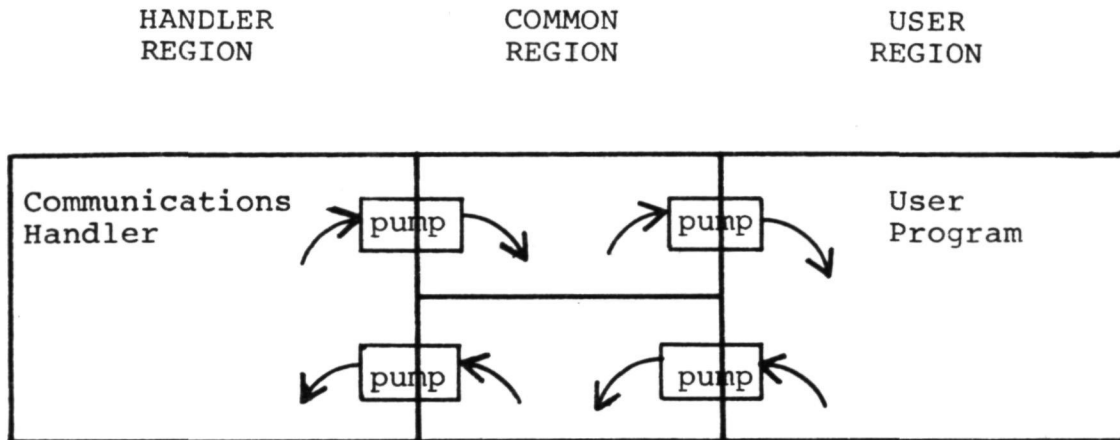 HANDLER COMMON USER
REGION REGION REGION
Communications
Handler
pump pump
User
Program
pump pump